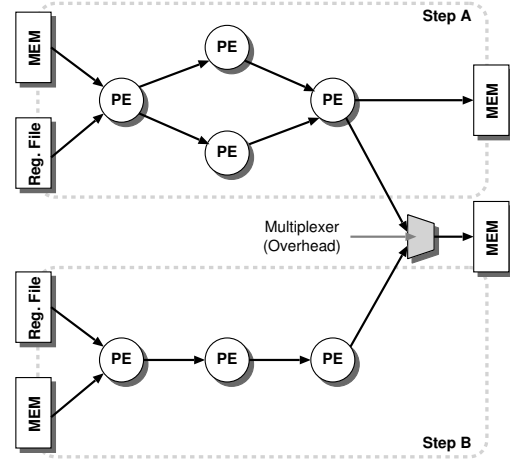 Step A
MEM
PE
PE
PE
PE
MEM
Reg. File
Multiplexer
(Overhead)
MEM
Reg. File
PE
PE
PE
MEM
Step B